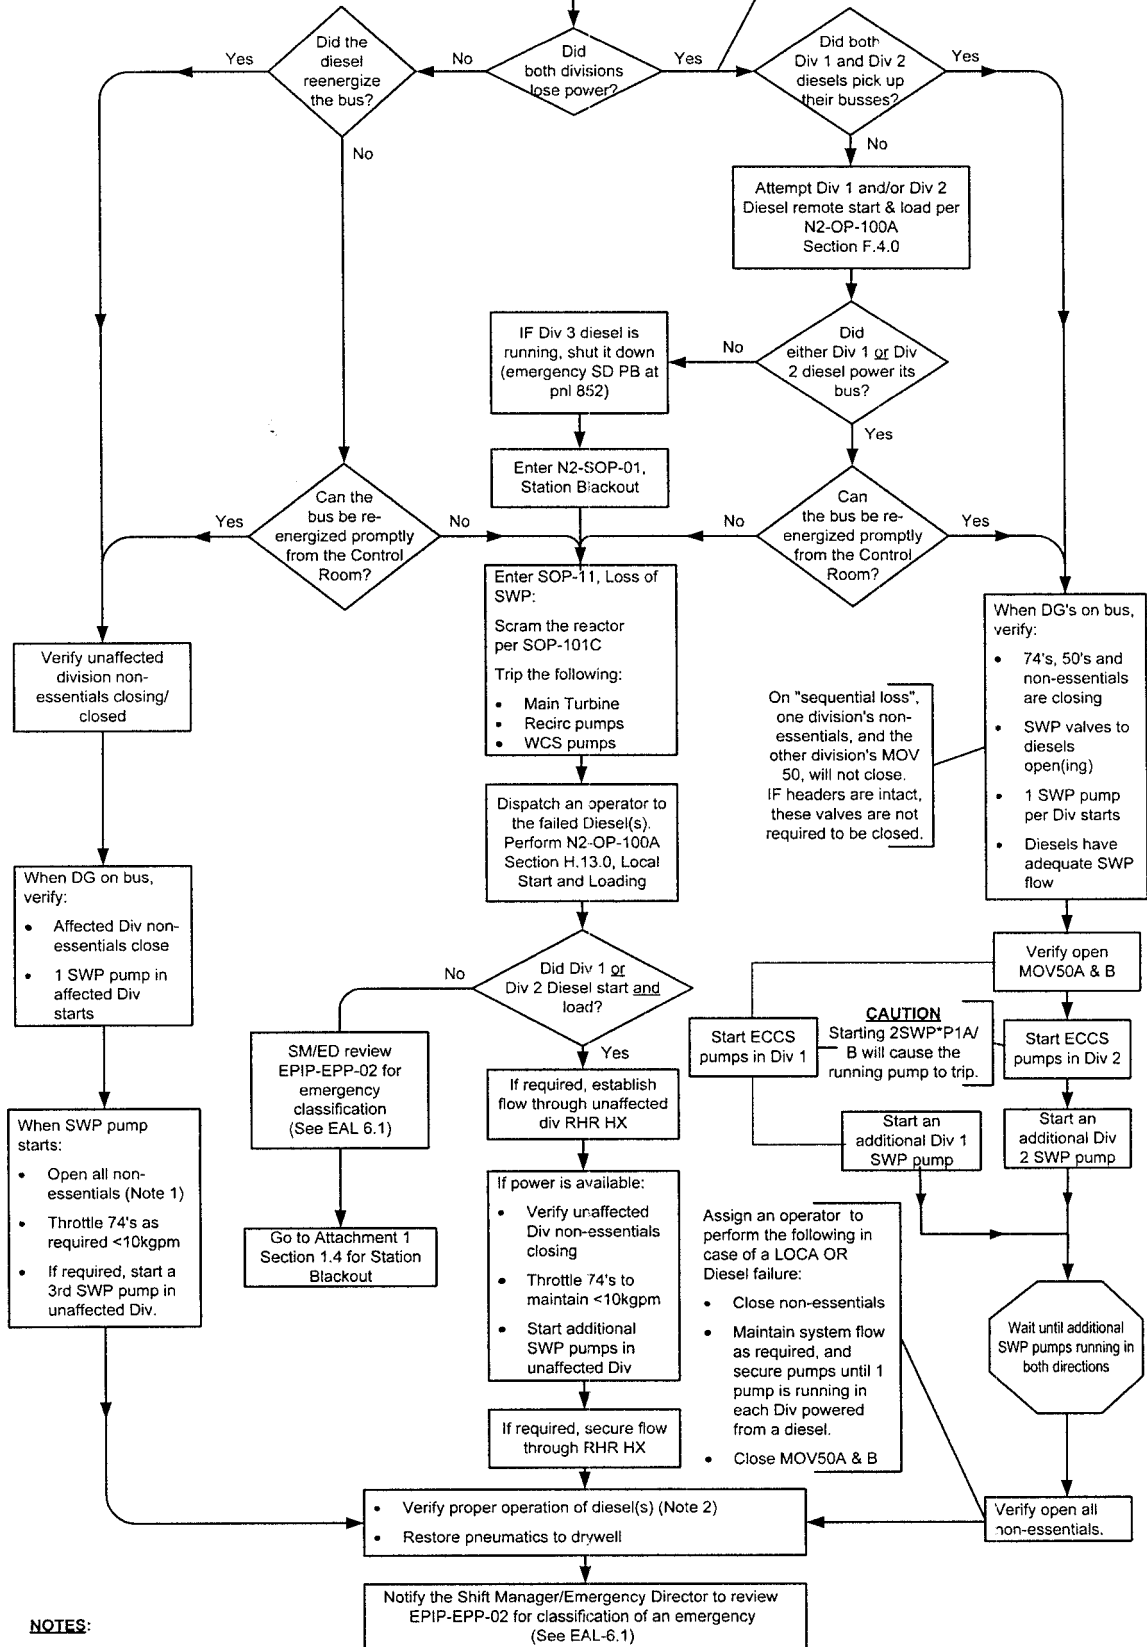 Did the
diesel
reenergize
the bus?
Yes
No
No
Did
both divisions
lose power?
Yes
Did both
Div 1 and Div 2
diesels pick up
their busses?
Yes
No
Attempt Div 1 and/or Div 2
Diesel remote start & load per
N2-OP-100A
Section F.4.0
Did
either Div 1 or Div
2 diesel power its
bus?
No
Yes
IF Div 3 diesel is
running, shut it down
(emergency SD PB at
pnl 852)
Enter N2-SOP-01,
Station Blackout
Can the
bus be re-
energized promptly
from the Control
Room?
Yes
No
Can
the bus be re-
energized promptly
from the Control
Room?
No
Yes
Verify unaffected
division non-
essentials closing/
closed
When DG on bus,
verify:
• Affected Div non-
essentials close
• 1 SWP pump in
affected Div
starts
When SWP pump
starts:
• Open all non-
essentials (Note 1)
• Throttle 74's as
required <10kgpm
• If required, start a
3rd SWP pump in
unaffected Div.
Enter SOP-11, Loss of
SWP:
Scram the reactor
per SOP-101C
Trip the following:
• Main Turbine
• Recirc pumps
• WCS pumps
Dispatch an operator to
the failed Diesel(s).
Perform N2-OP-100A
Section H.13.0, Local
Start and Loading
Did Div 1 or
Div 2 Diesel start and
load?
No
Yes
SM/ED review
EPIP-EPP-02 for
emergency
classification
(See EAL 6.1)
Go to Attachment 1
Section 1.4 for Station
Blackout
If required, establish
flow through unaffected
div RHR HX
If power is available:
• Verify unaffected
Div non-essentials
closing
• Throttle 74's to
maintain <10kgpm
• Start additional
SWP pumps in
unaffected Div
If required, secure flow
through RHR HX
On "sequential loss",
one division's non-
essentials, and the
other division's MOV
50, will not close.
IF headers are intact,
these valves are not
required to be closed.
When DG's on bus,
verify:
• 74's, 50's and
non-essentials
are closing
• SWP valves to
diesels
open(ing)
• 1 SWP pump
per Div starts
• Diesels have
adequate SWP
flow
Verify open
MOV50A & B
Start ECCS
pumps in Div 1
CAUTION
Starting 2SWP*P1A/
B will cause the
running pump to trip.
Start ECCS
pumps in Div 2
Start an
additional Div 1
SWP pump
Start an
additional Div
2 SWP pump
Assign an operator to
perform the following in
case of a LOCA OR
Diesel failure:
• Close non-essentials
• Maintain system flow
as required, and
secure pumps until 1
pump is running in
each Div powered
from a diesel.
• Close MOV50A & B
Wait until additional
SWP pumps running in
both directions
Verify open all
non-essentials.
• Verify proper operation of diesel(s) (Note 2)
• Restore pneumatics to drywell
Notify the Shift Manager/Emergency Director to review
EPIP-EPP-02 for classification of an emergency
(See EAL-6.1)
NOTES: